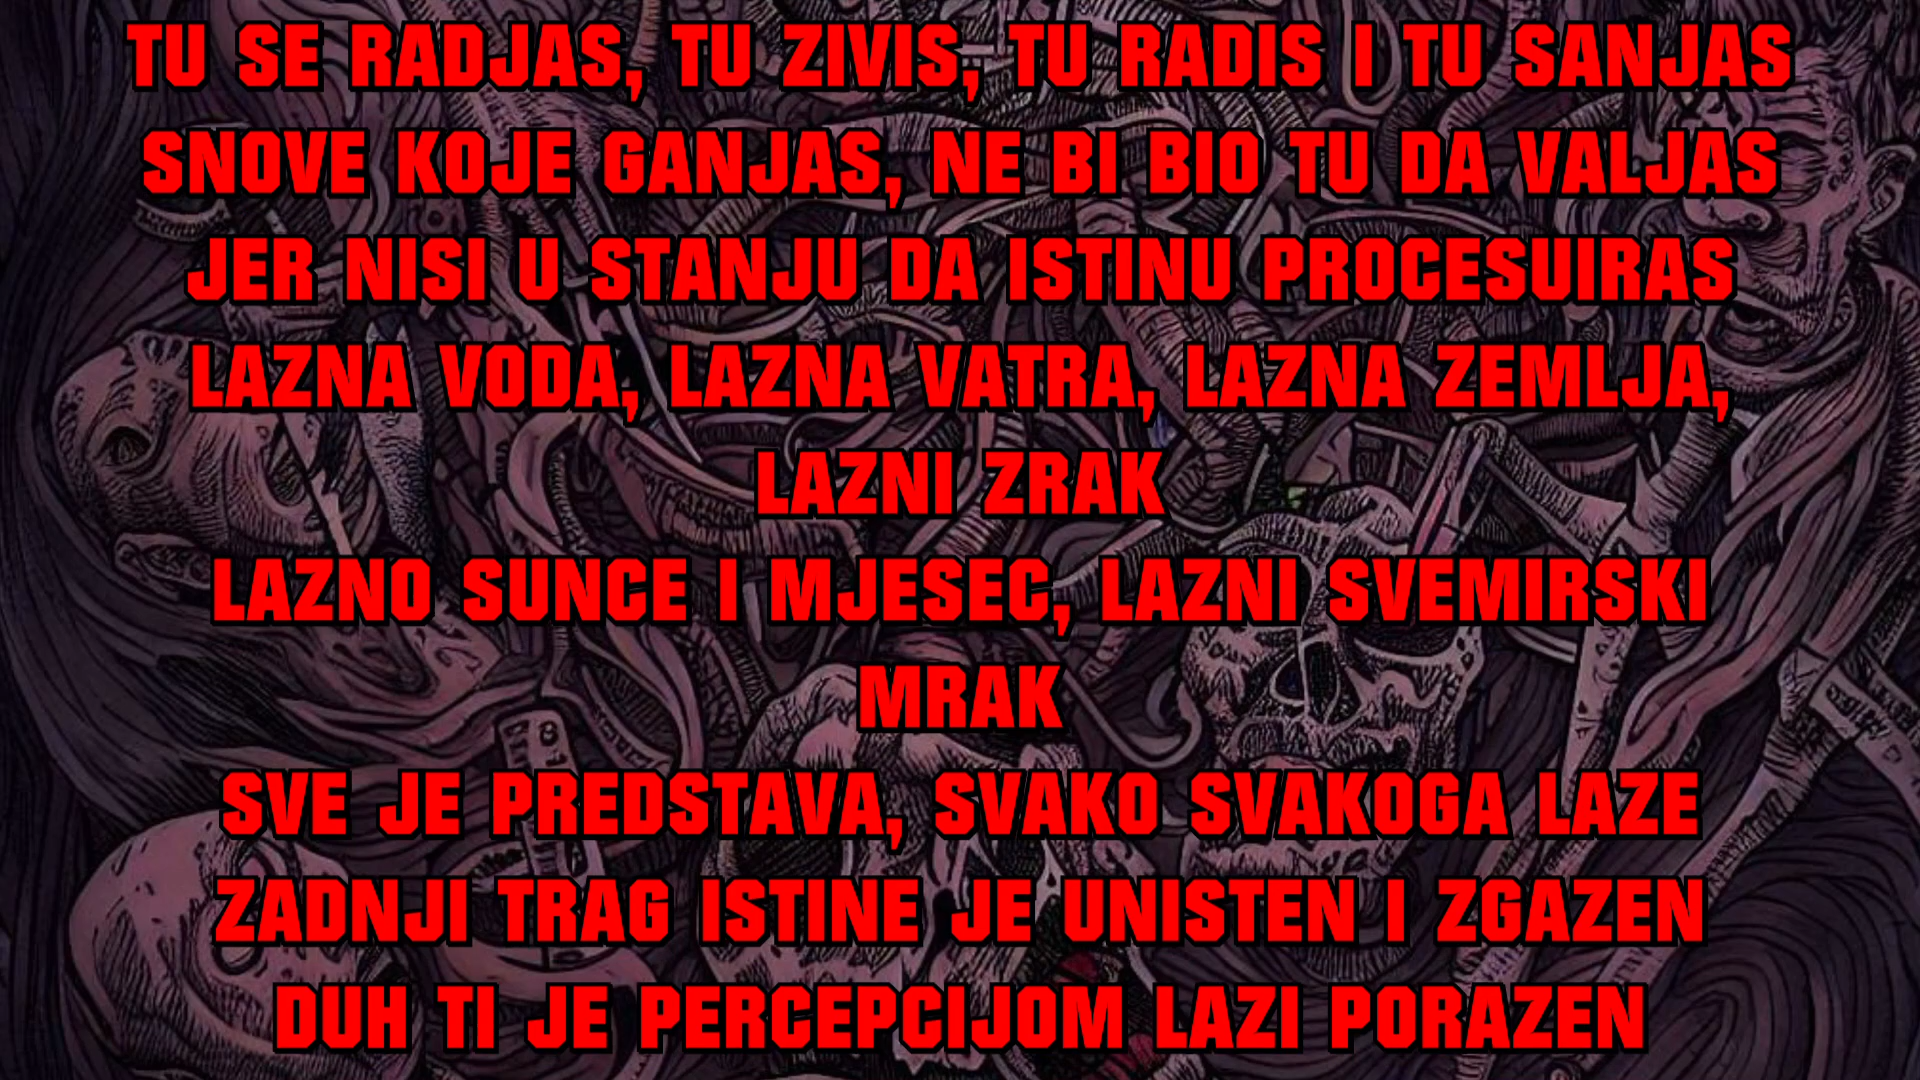 TU SE RADJAS, TU ZIVIS, TU RADIS I TU SANJAS
SNOVE KOJE GANJAS, NE BI BIO TU DA VALJAS
JER NISI U STANJU DA ISTINU PROCESUIRAS
LAZNA VODA, LAZNA VATRA, LAZNA ZEMLJA,
LAZNI ZRAK
LAZNO SUNCE I MJESEC, LAZNI SVEMIRSKI
MRAK
SVE JE PREDSTAVA, SVAKO SVAKOGA LAZE
ZADNJI TRAG ISTINE JE UNISTEN I ZGAZEN
DUH TI JE PERCEPCIJOM LAZI PORAZEN